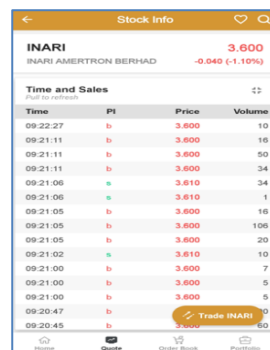 Stock Info
INARI 3.600
INARI AMERTRON BERHAD -0.040 (-1.10%)
Time and Sales
Pull to refresh
Time PI Price Volume
09:22:27 b 3.600 10
09:21:11 b 3.600 16
09:21:11 b 3.600 50
09:21:11 b 3.600 34
09:21:06 s 3.610 34
09:21:06 s 3.610 1
09:21:05 b 3.600 16
09:21:05 b 3.600 106
09:21:05 b 3.600 20
09:21:02 s 3.610 10
09:21:00 b 3.600 7
09:21:00 b 3.600 5
09:21:00 b 3.600 5
09:20:47 b
09:20:45 b 3.600 60
Trade INARI
Home Quote Order Book Portfolio